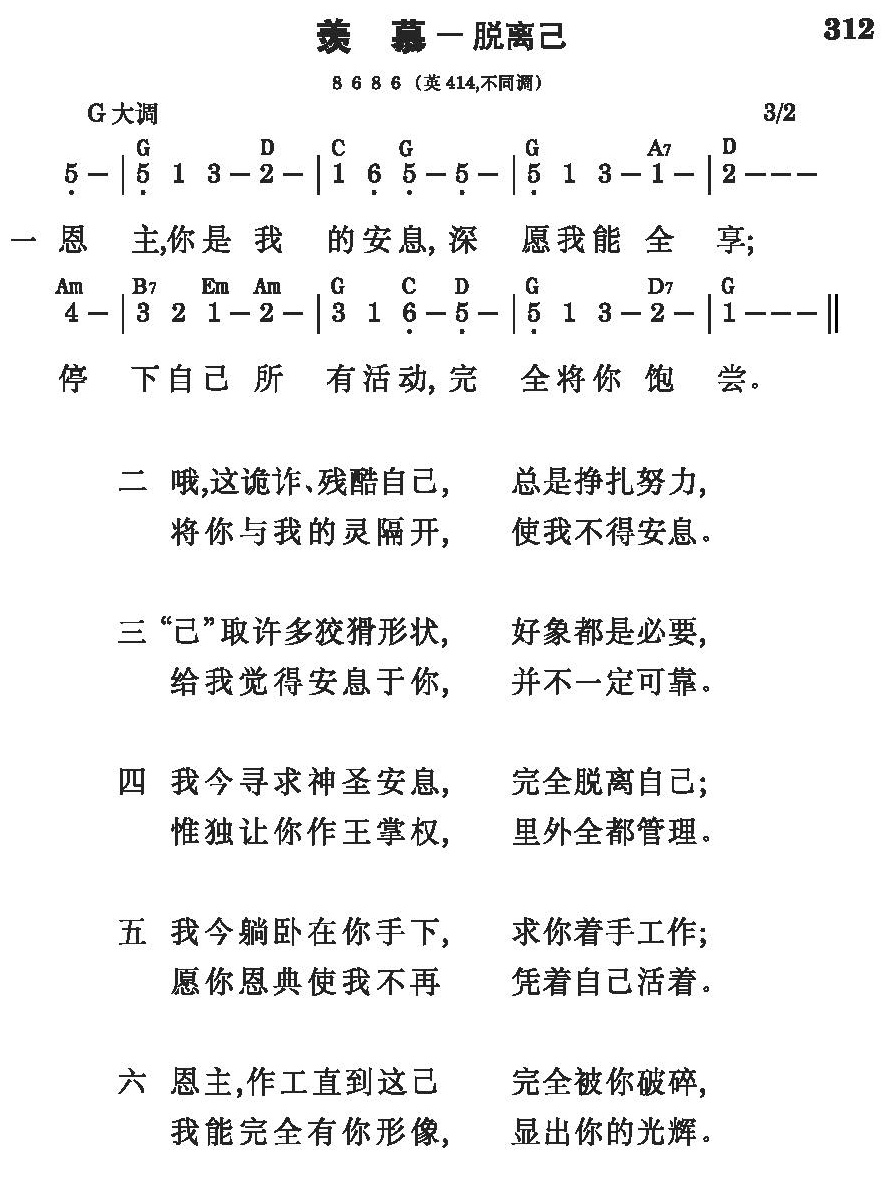 羡 慕 — 脱离己 312
8 6 8 6 (英 414,不同调)
G 大调 3/2
G D C G G A7 D
5 — | 5 1 3 — 2 — | 1 6 5 — 5 — | 5 1 3 — 1 — | 2 — — —
一 恩 主,你是 我 的安息, 深 愿我能 全 享;
Am B7 Em Am G C D G D7 G
4 — | 3 2 1 — 2 — | 3 1 6 — 5 — | 5 1 3 — 2 — | 1 — — — ‖
停 下自己 所 有活动, 完 全将你 饱 尝。
二 哦,这诡诈、残酷自己, 总是挣扎努力,
将你与我的灵隔开, 使我不得安息。
三 “己”取许多狡猾形状, 好象都是必要,
给我觉得安息于你, 并不一定可靠。
四 我今寻求神圣安息, 完全脱离自己;
惟独让你作王掌权, 里外全都管理。
五 我今躺卧在你手下, 求你着手工作;
愿你恩典使我不再 凭着自己活着。
六 恩主,作工直到这己 完全被你破碎,
我能完全有你形像, 显出你的光辉。